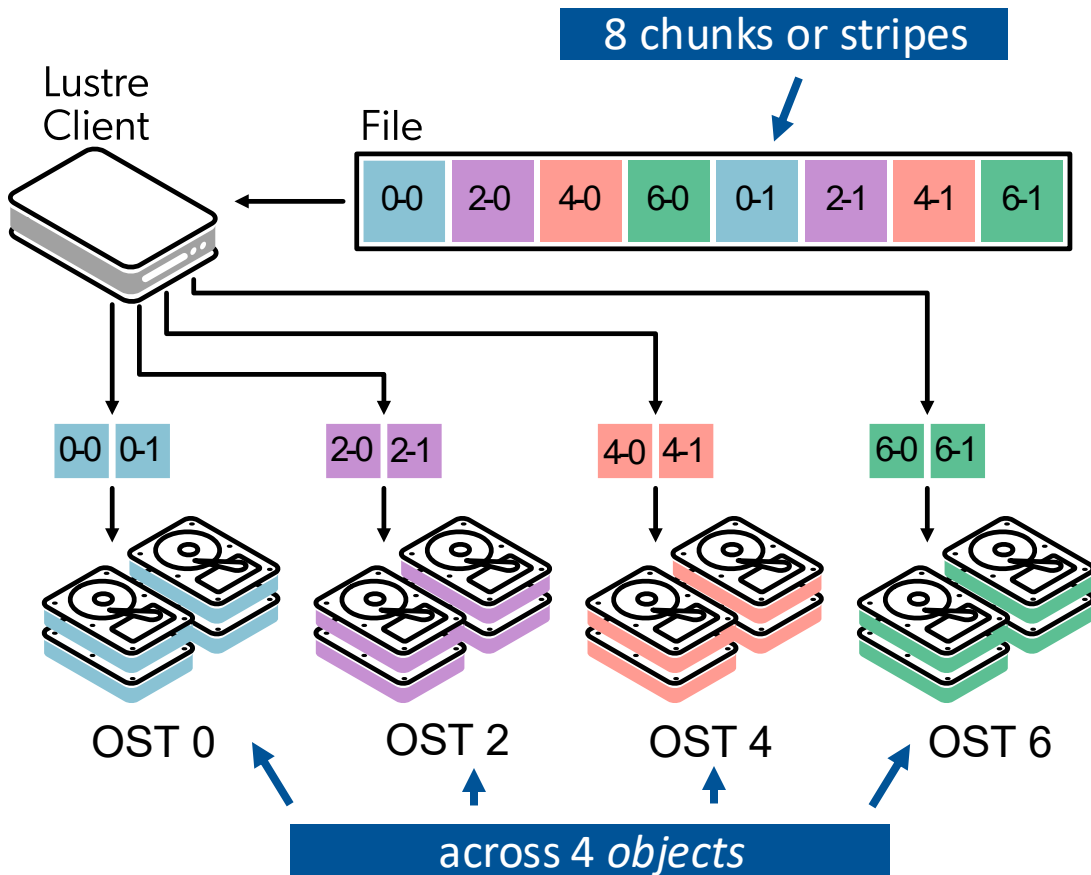 8 chunks or stripes
Lustre
Client
File
0-0 2-0 4-0 6-0 0-1 2-1 4-1 6-1
0-0 0-1 2-0 2-1 4-0 4-1 6-0 6-1
OST 0 OST 2 OST 4 OST 6
across 4 objects